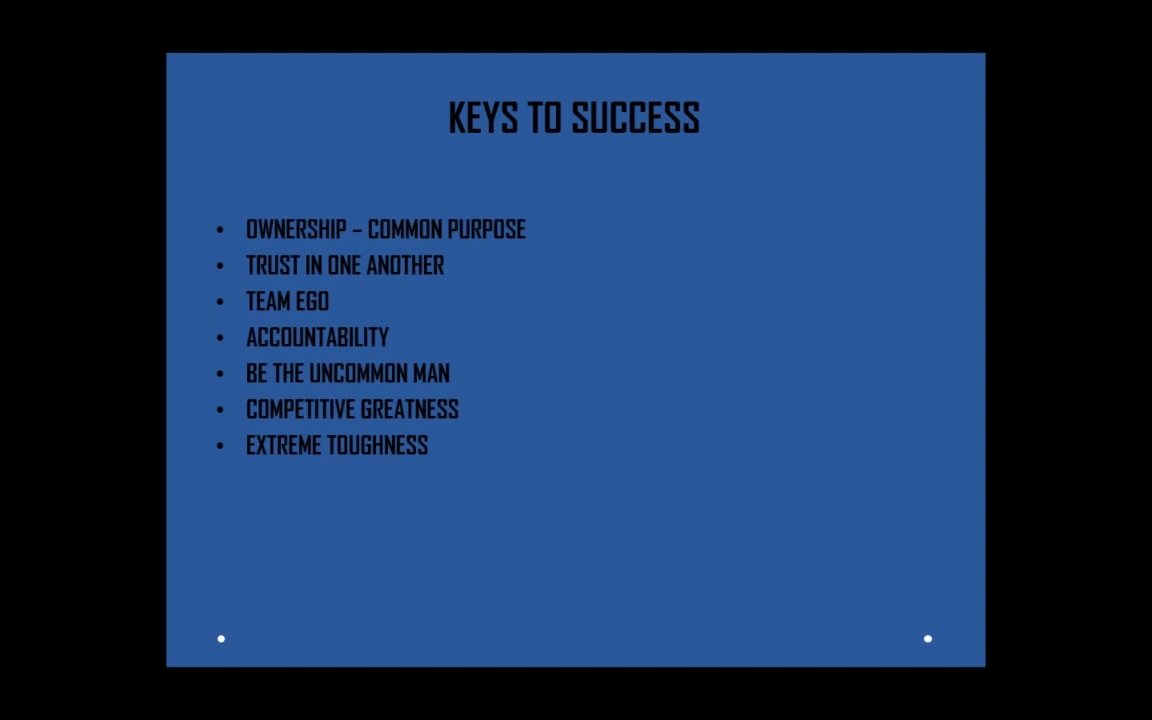 KEYS TO SUCCESS
• OWNERSHIP – COMMON PURPOSE
• TRUST IN ONE ANOTHER
• TEAM EGO
• ACCOUNTABILITY
• BE THE UNCOMMON MAN
• COMPETITIVE GREATNESS
• EXTREME TOUGHNESS